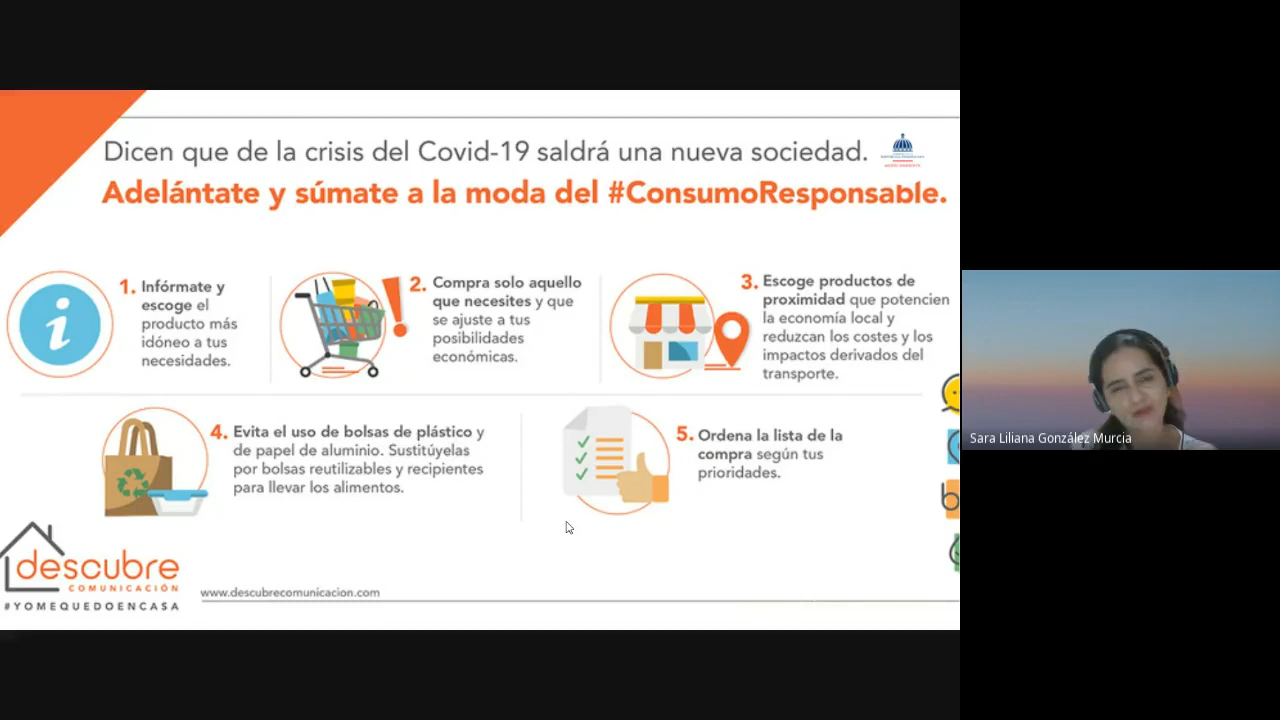 Dicen que de la crisis del Covid-19 saldrá una nueva sociedad.
Adelántate y súmate a la moda del #ConsumoResponsable.
1. Infórmate y
escoge el
producto más
idóneo a tus
necesidades.
2. Compra solo aquello
que necesites y que
se ajuste a tus
posibilidades
económicas.
3. Escoge productos de
proximidad que potencien
la economía local y
reduzcan los costes y los
impactos derivados del
transporte.
4. Evita el uso de bolsas de plástico y
de papel de aluminio. Sustitúyelas
por bolsas reutilizables y recipientes
para llevar los alimentos.
5. Ordena la lista de la
compra según tus
prioridades.
descubre
COMUNICACIÓN
#YOMEQUEDOENCASA
www.descubrecomunicacion.com
Sara Liliana González Murcia